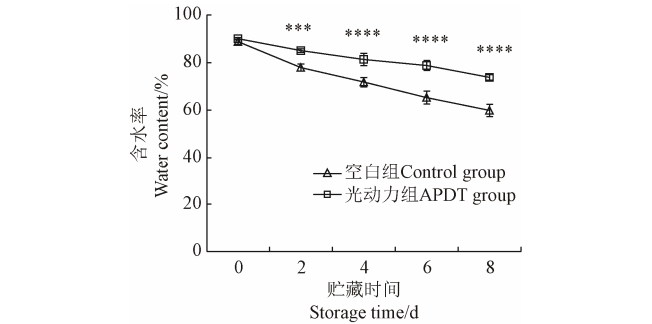 100
80
60
40
20
0
含水率
Water content/%
***
****
****
****
空白组Control group
光动力组APDT group
0 2 4 6 8
贮藏时间
Storage time/d